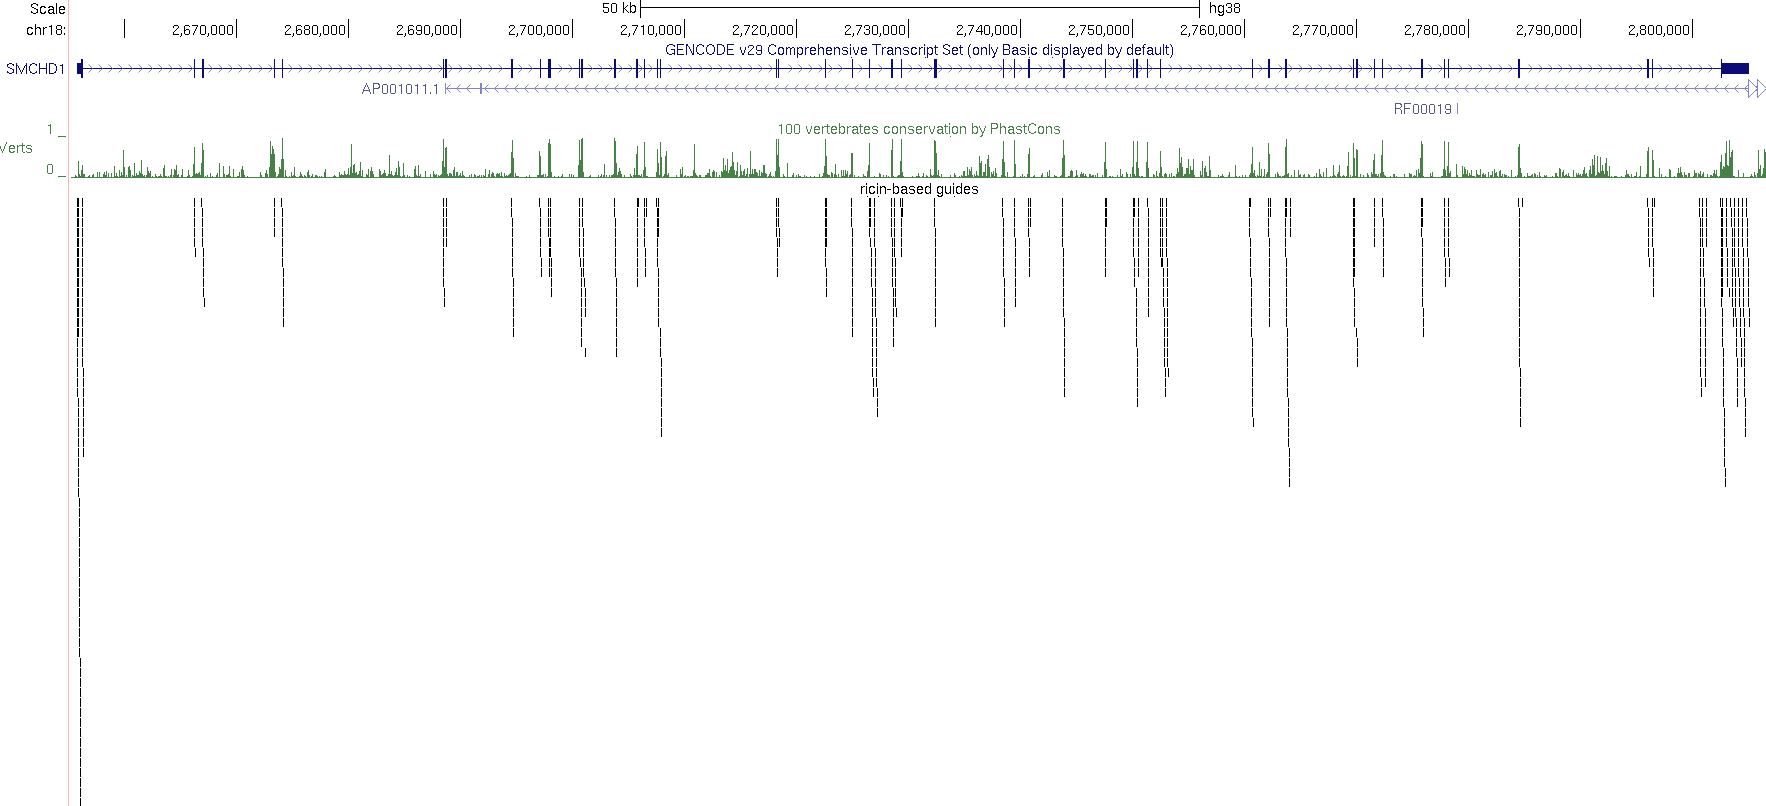 Scale 50 kb hg38
chr18: 2,670,000 2,680,000 2,690,000 2,700,000 2,710,000 2,720,000 2,730,000 2,740,000 2,750,000 2,760,000 2,770,000 2,780,000 2,790,000 2,800,000
GENCODE v29 Comprehensive Transcript Set (only Basic displayed by default)
SMCHD1
AP001011.1
RF00019
100 vertebrates conservation by PhastCons
1
Verts
0
ricin-based guides